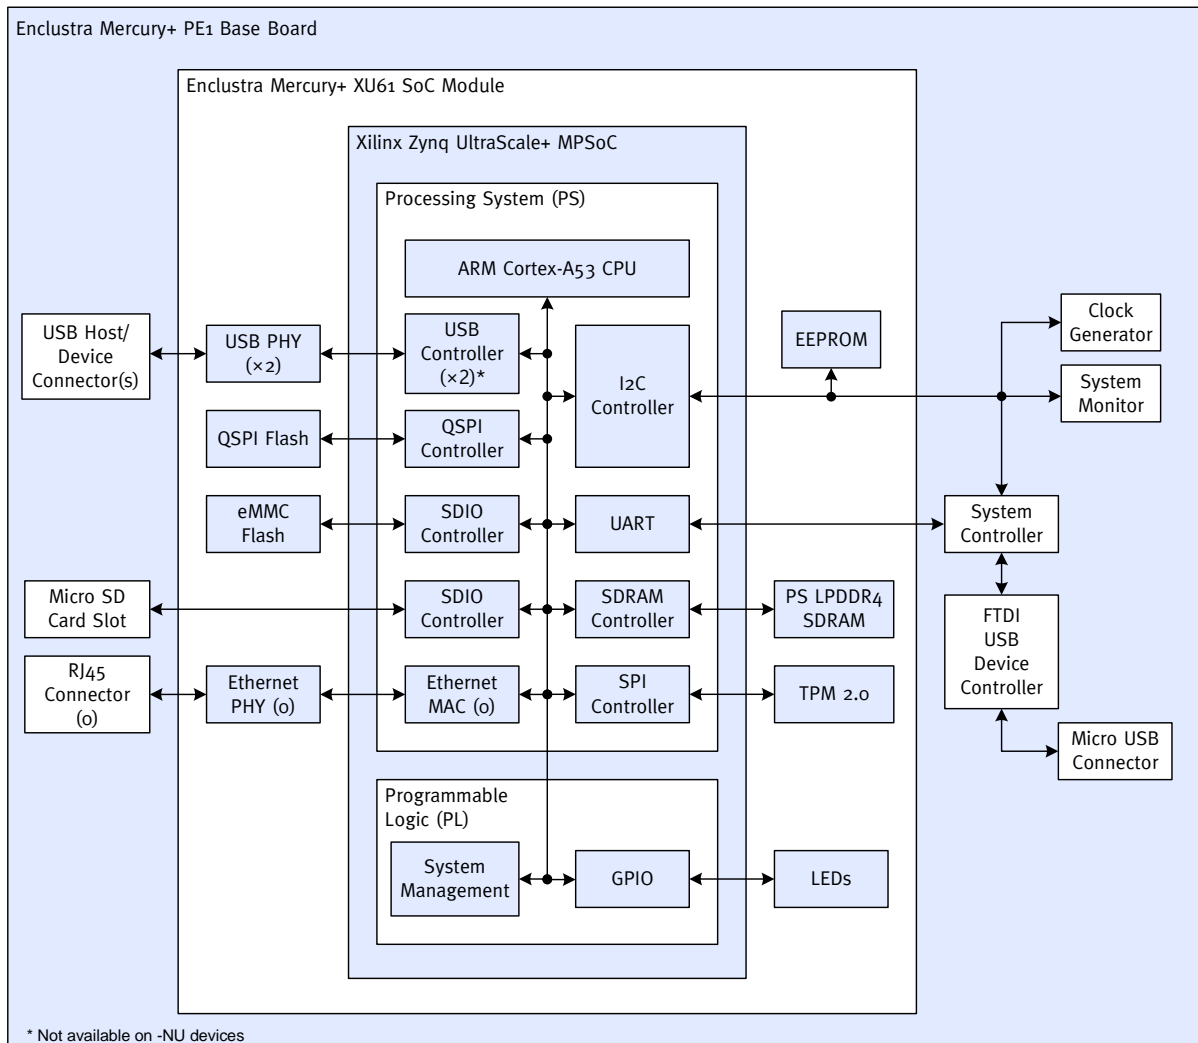 Enclustra Mercury+ PE1 Base Board
Enclustra Mercury+ XU61 SoC Module
Xilinx Zynq UltraScale+ MPSoC
Processing System (PS)
ARM Cortex-A53 CPU
USB Host/
Device
Connector(s)
USB PHY
(×2)
USB
Controller
(×2)*
I2C
Controller
EEPROM
Clock
Generator
System
Monitor
QSPI Flash
QSPI
Controller
eMMC
Flash
SDIO
Controller
UART
System
Controller
Micro SD
Card Slot
SDIO
Controller
SDRAM
Controller
PS LPDDR4
SDRAM
FTDI
USB
Device
Controller
RJ45
Connector
(0)
Ethernet
PHY (0)
Ethernet
MAC (0)
SPI
Controller
TPM 2.0
Micro USB
Connector
Programmable
Logic (PL)
System
Management
GPIO
LEDs
* Not available on -NU devices